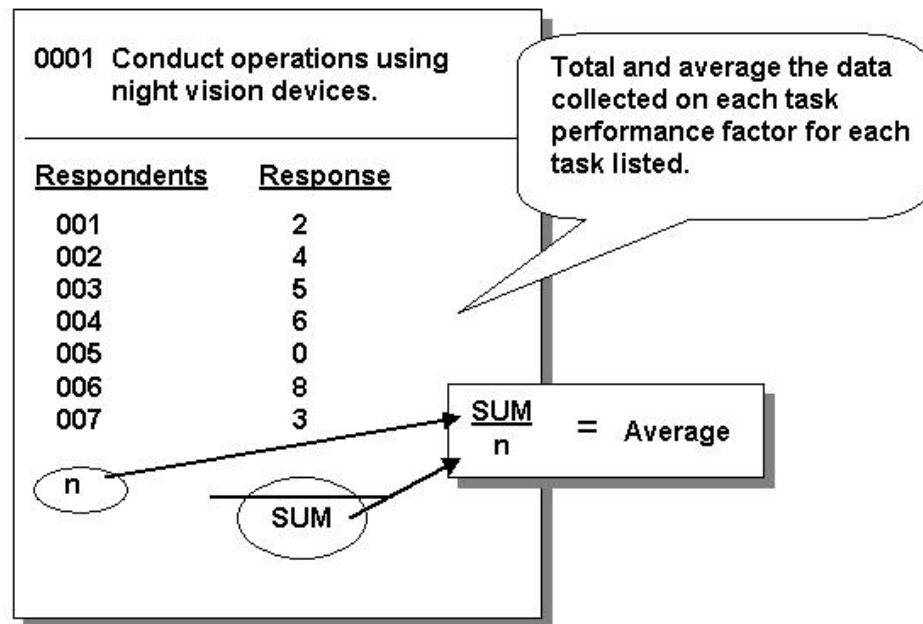 0001 Conduct operations using
night vision devices.
Total and average the data
collected on each task
performance factor for each
task listed.
Respondents Response
001 2
002 4
003 5
004 6
005 0
006 8
007 3
n
SUM
SUM
n
= Average